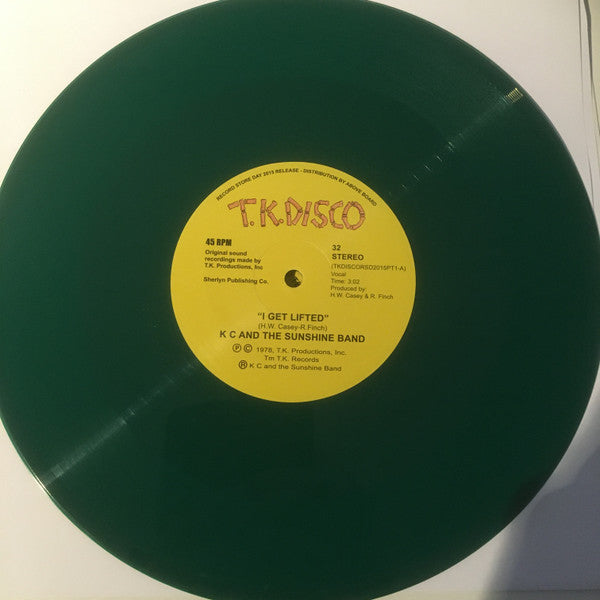 RECORD STORE DAY 2015 RELEASE - DISTRIBUTION BY ABOVE BOARD
T.K.DISCO
45 RPM
Original sound
recordings made by
T.K. Productions, Inc
Sherlyn Publishing Co.
32
STEREO
(TKDISCORSD2015PT1-A)
Vocal
Time: 3:02
Produced by:
H.W. Casey & R. Finch
"I GET LIFTED"
(H.W. Casey-R.Finch)
K C AND THE SUNSHINE BAND
Ⓟ © 1978, T.K. Productions, Inc.
Tm T.K. Records
® K C and the Sunshine Band